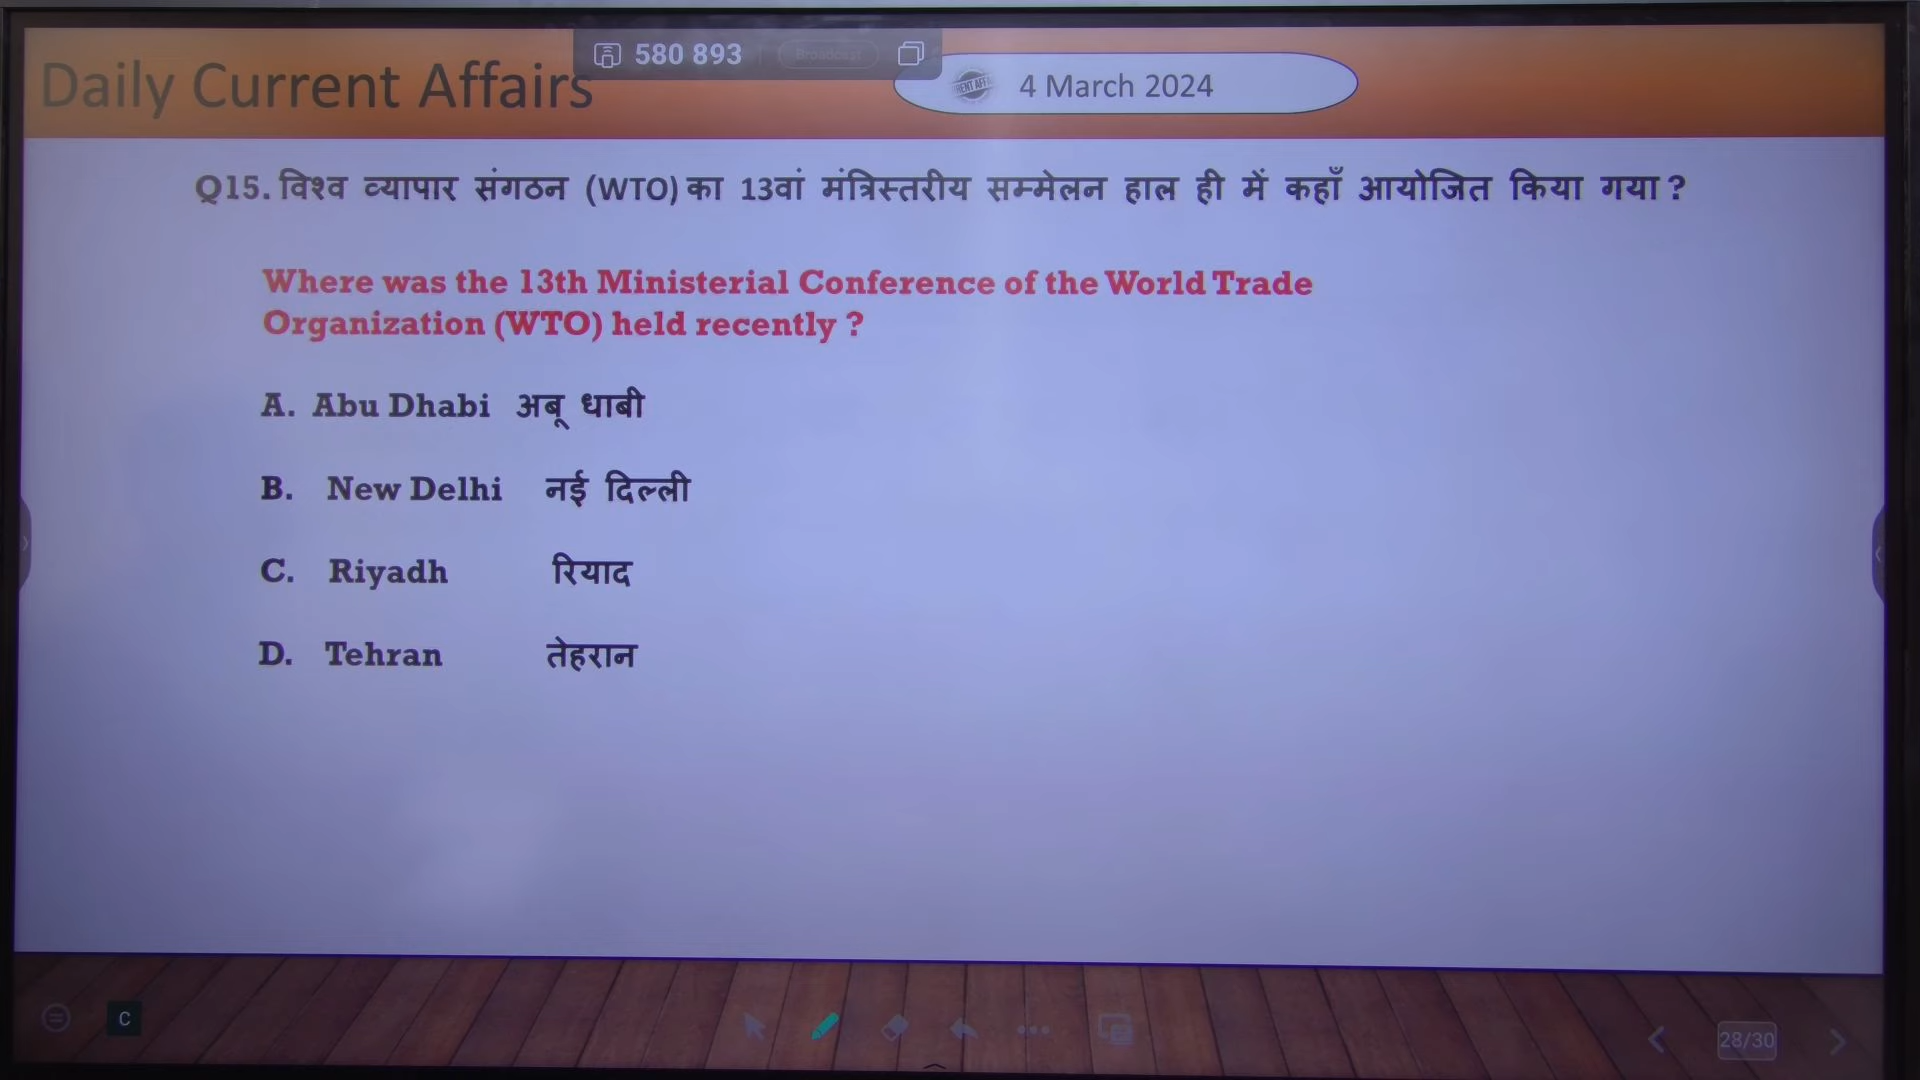 580 893 Broadcast
Daily Current Affairs
4 March 2024
Q15. विश्व व्यापार संगठन (WTO) का 13वां मंत्रिस्तरीय सम्मेलन हाल ही में कहाँ आयोजित किया गया ?
Where was the 13th Ministerial Conference of the World Trade
Organization (WTO) held recently ?
A. Abu Dhabi अबू धाबी
B. New Delhi नई दिल्ली
C. Riyadh रियाद
D. Tehran तेहरान
C
28/30